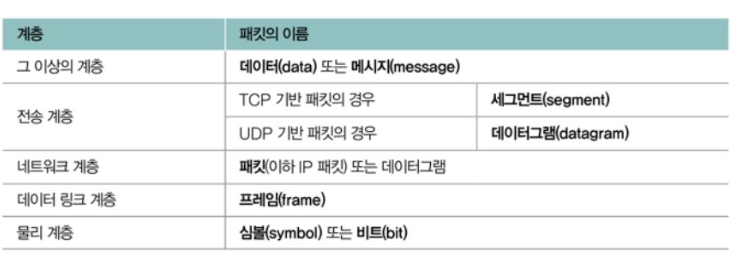 계층 패킷의 이름
그 이상의 계층 데이터(data) 또는 메시지(message)
전송 계층
TCP 기반 패킷의 경우 세그먼트(segment)
UDP 기반 패킷의 경우 데이터그램(datagram)
네트워크 계층 패킷(이하 IP 패킷) 또는 데이터그램
데이터 링크 계층 프레임(frame)
물리 계층 심볼(symbol) 또는 비트(bit)